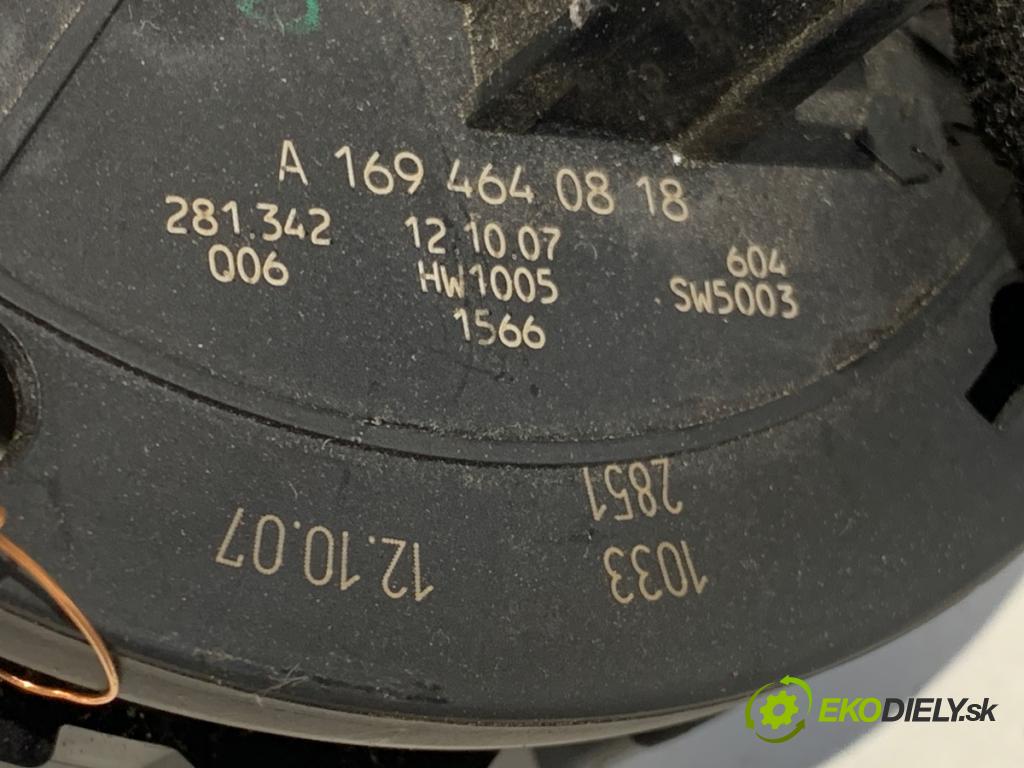 A 169 464 08 18
281.342 12.10.07 604
Q06 HW1005 SW5003
1566
2851
12.10.07 1033
EKODIELY.sk